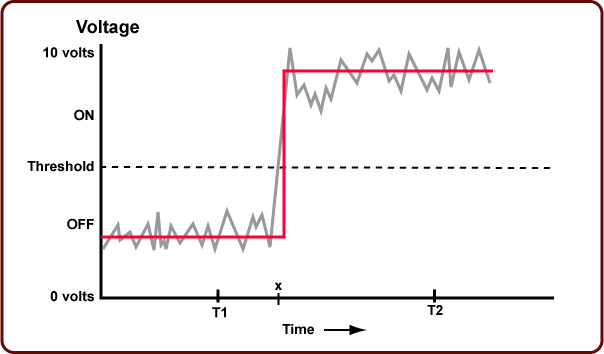 Voltage
10 volts
ON
Threshold
OFF
0 volts
x
T1
T2
Time